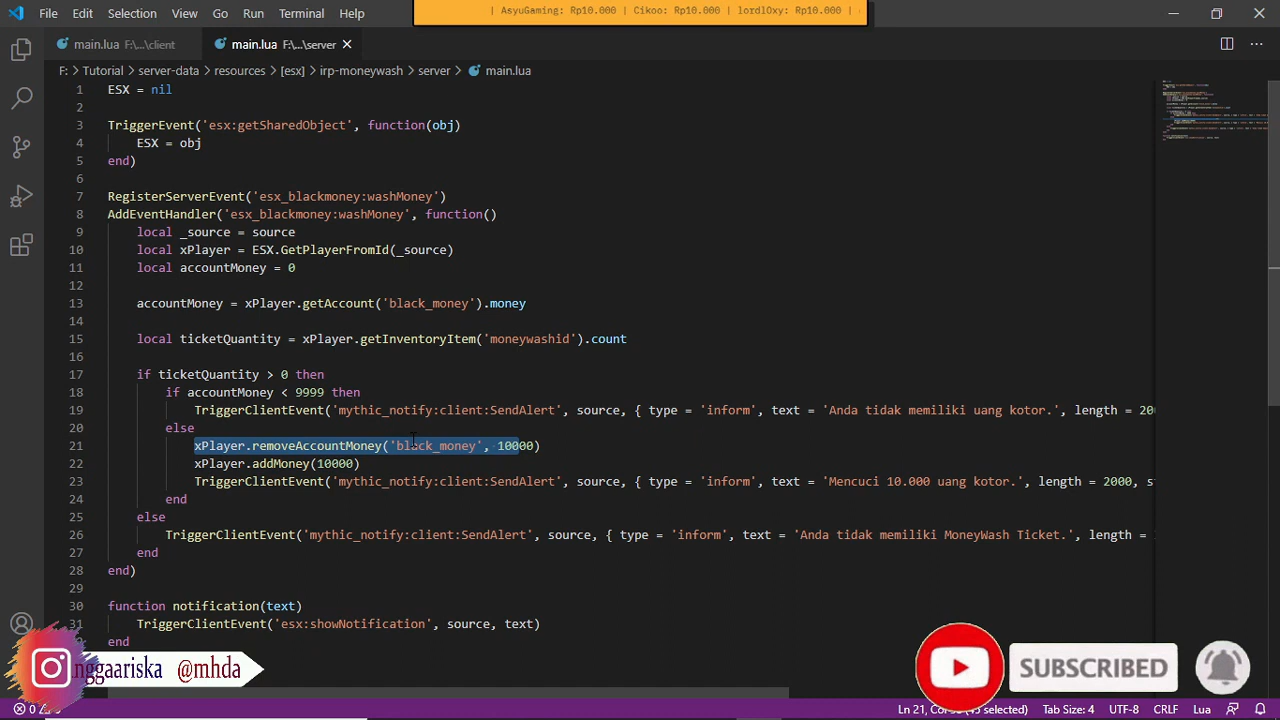 File Edit Selection View Go Run Terminal Help
| AsyuGaming: Rp10.000 | Cikoo: Rp10.000 | lordlOxy: Rp10.000 |
main.lua F:\...\client
main.lua F:\...\server
F: > Tutorial > server-data > resources > [esx] > irp-moneywash > server > main.lua
1 ESX = nil
2
3 TriggerEvent('esx:getSharedObject', function(obj)
4 ESX = obj
5 end)
6
7 RegisterServerEvent('esx_blackmoney:washMoney')
8 AddEventHandler('esx_blackmoney:washMoney', function()
9 local _source = source
10 local xPlayer = ESX.GetPlayerFromId(_source)
11 local accountMoney = 0
12
13 accountMoney = xPlayer.getAccount('black_money').money
14
15 local ticketQuantity = xPlayer.getInventoryItem('moneywashid').count
16
17 if ticketQuantity > 0 then
18 if accountMoney < 9999 then
19 TriggerClientEvent('mythic_notify:client:SendAlert', source, { type = 'inform', text = 'Anda tidak memiliki uang kotor.', length = 20
20 else
21 xPlayer.removeAccountMoney('black_money', 10000)
22 xPlayer.addMoney(10000)
23 TriggerClientEvent('mythic_notify:client:SendAlert', source, { type = 'inform', text = 'Mencuci 10.000 uang kotor.', length = 2000, s
24 end
25 else
26 TriggerClientEvent('mythic_notify:client:SendAlert', source, { type = 'inform', text = 'Anda tidak memiliki MoneyWash Ticket.', length =
27 end
28 end)
29
30 function notification(text)
31 TriggerClientEvent('esx:showNotification', source, text)
end
nggaariska @mhda
SUBSCRIBED
0
Ln 21, Col selected) Tab Size: 4 UTF-8 CRLF Lua